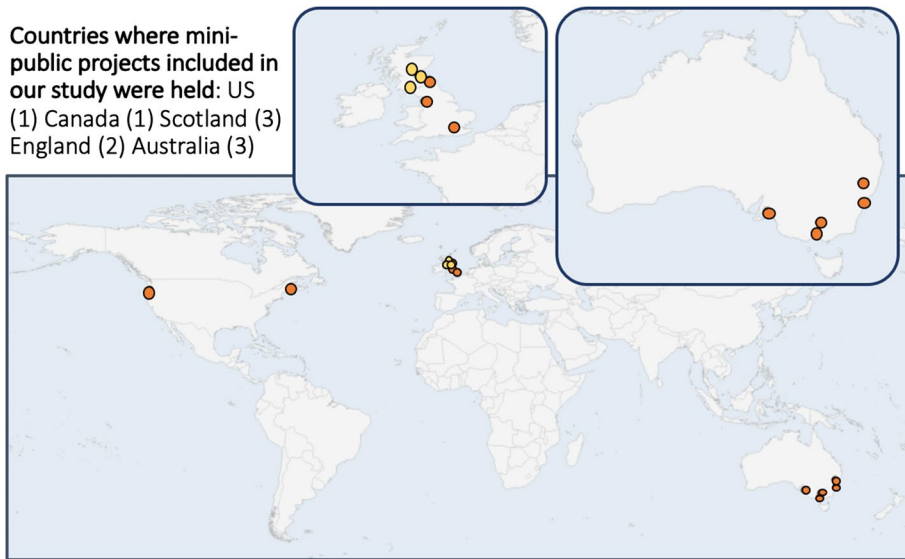 Countries where mini-
public projects included in
our study were held: US
(1) Canada (1) Scotland (3)
England (2) Australia (3)